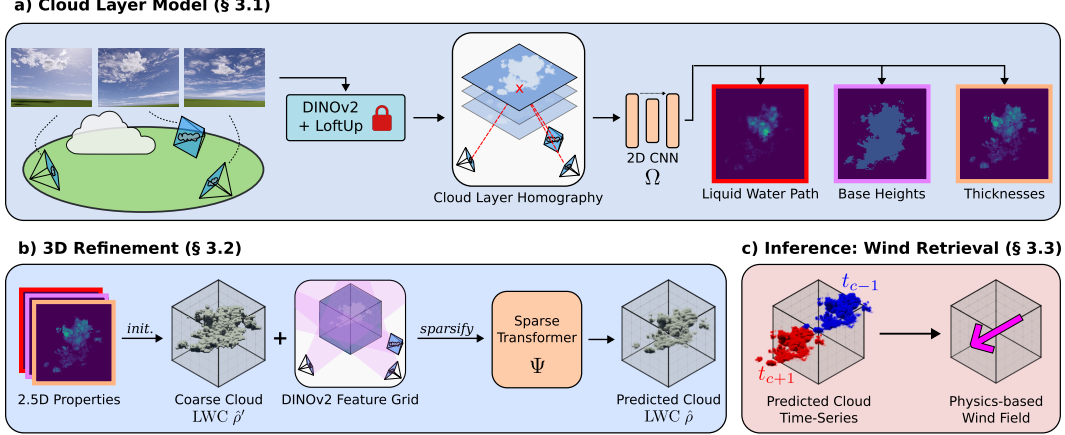 a) Cloud Layer Model (§ 3.1)
DINOv2
+ LoftUp
x
Cloud Layer Homography
2D CNN
Ω
Liquid Water Path
Base Heights
Thicknesses
b) 3D Refinement (§ 3.2)
2.5D Properties
init.
Coarse Cloud
LWC ρ̂′
+
DINOv2 Feature Grid
sparsify
Sparse
Transformer
Ψ
Predicted Cloud
LWC ρ̂
c) Inference: Wind Retrieval (§ 3.3)
t_{c−1}
t_{c+1}
Predicted Cloud
Time-Series
Physics-based
Wind Field